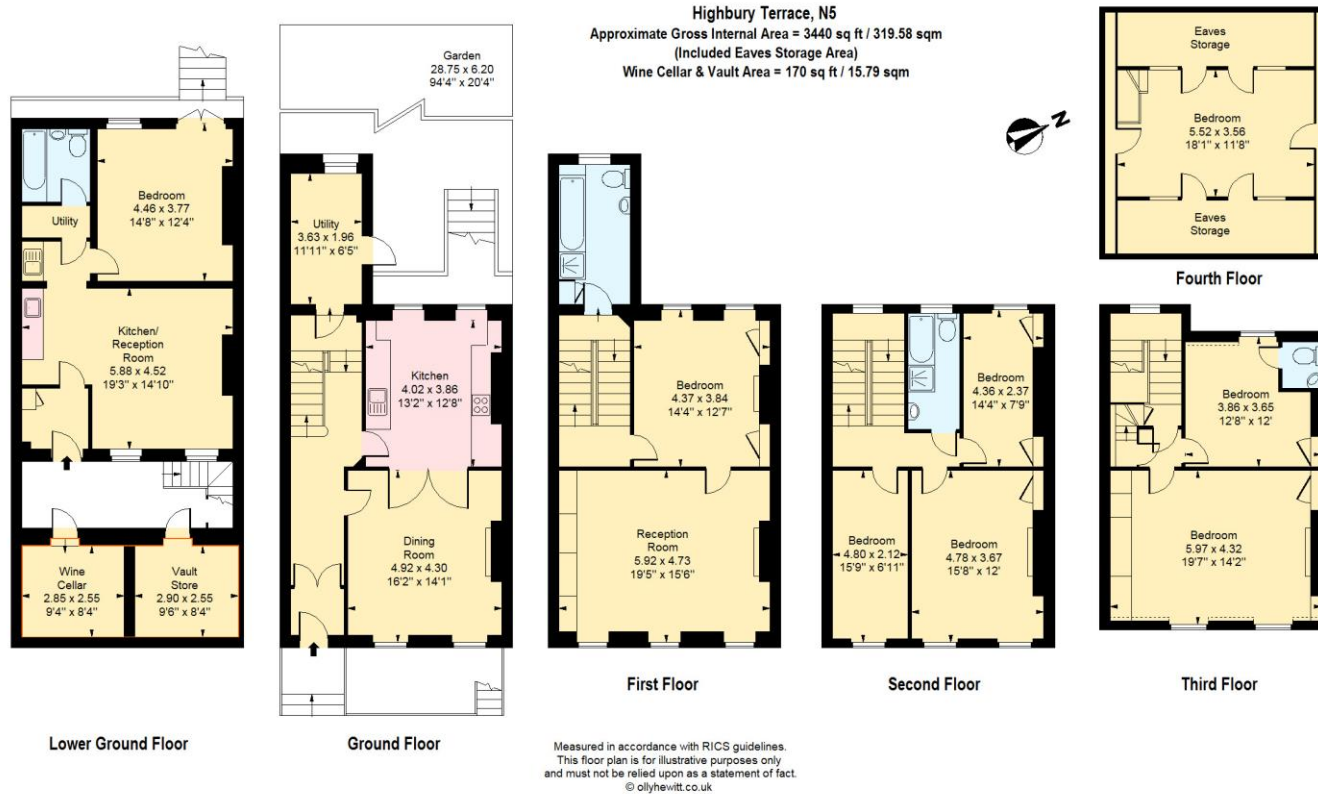 Highbury Terrace, N5
Approximate Gross Internal Area = 3440 sq ft / 319.58 sqm
(Included Eaves Storage Area)
Wine Cellar & Vault Area = 170 sq ft / 15.79 sqm
N
Utility
Bedroom
4.46 x 3.77
14'8" x 12'4"
Kitchen/
Reception
Room
5.88 x 4.52
19'3" x 14'10"
Wine
Cellar
2.85 x 2.55
9'4" x 8'4"
Vault
Store
2.90 x 2.55
9'6" x 8'4"
Lower Ground Floor
Garden
28.75 x 6.20
94'4" x 20'4"
Utility
3.63 x 1.96
11'11" x 6'5"
Kitchen
4.02 x 3.86
13'2" x 12'8"
Dining
Room
4.92 x 4.30
16'2" x 14'1"
Ground Floor
Bedroom
4.37 x 3.84
14'4" x 12'7"
Reception
Room
5.92 x 4.73
19'5" x 15'6"
First Floor
Bedroom
4.36 x 2.37
14'4" x 7'9"
Bedroom
4.80 x 2.12
15'9" x 6'11"
Bedroom
4.78 x 3.67
15'8" x 12'
Second Floor
Eaves
Storage
Bedroom
5.52 x 3.56
18'1" x 11'8"
Eaves
Storage
Fourth Floor
Bedroom
3.86 x 3.65
12'8" x 12'
Bedroom
5.97 x 4.32
19'7" x 14'2"
Third Floor
Measured in accordance with RICS guidelines.
This floor plan is for illustrative purposes only
and must not be relied upon as a statement of fact.
© ollyhewitt.co.uk